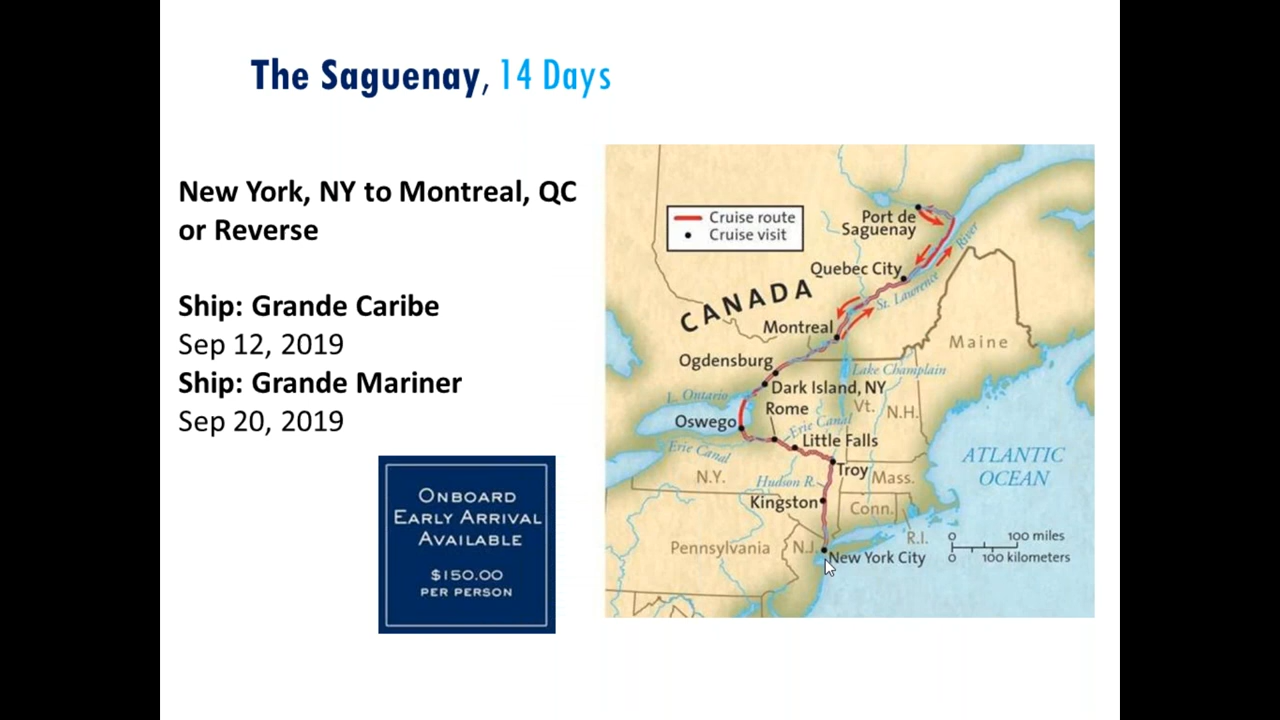 The Saguenay, 14 Days
New York, NY to Montreal, QC
or Reverse
Ship: Grande Caribe
Sep 12, 2019
Ship: Grande Mariner
Sep 20, 2019
ONBOARD
EARLY ARRIVAL
AVAILABLE
$150.00
PER PERSON
Cruise route
Cruise visit
Port de
Saguenay
Quebec City
River
St. Lawrence
CANADA
Montreal
Maine
Ogdensburg
Lake Champlain
Dark Island, NY
L. Ontario
Rome
Vt.
N.H.
Oswego
Erie Canal
Little Falls
Erie Canal
ATLANTIC
OCEAN
Troy
N.Y.
Mass.
Hudson R.
Kingston
Conn.
R.I.
0 100 miles
0 100 kilometers
Pennsylvania
N.J.
New York City